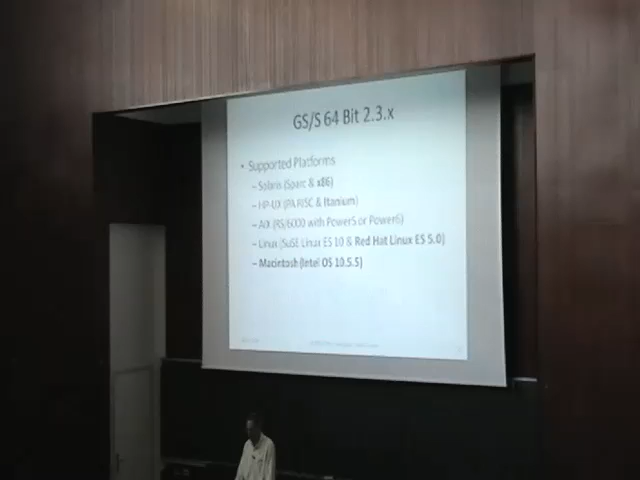 GS/S 64 Bit 2.3.x
• Supported Platforms
– Solaris (Sparc & x86)
– HP-UX (PA RISC & Itanium)
– AIX (RS/6000 with Power5 or Power5)
– Linux (SuSE Linux ES 10 & Red Hat Linux ES 5.0)
– Macintosh (Intel OS 10.5.5)